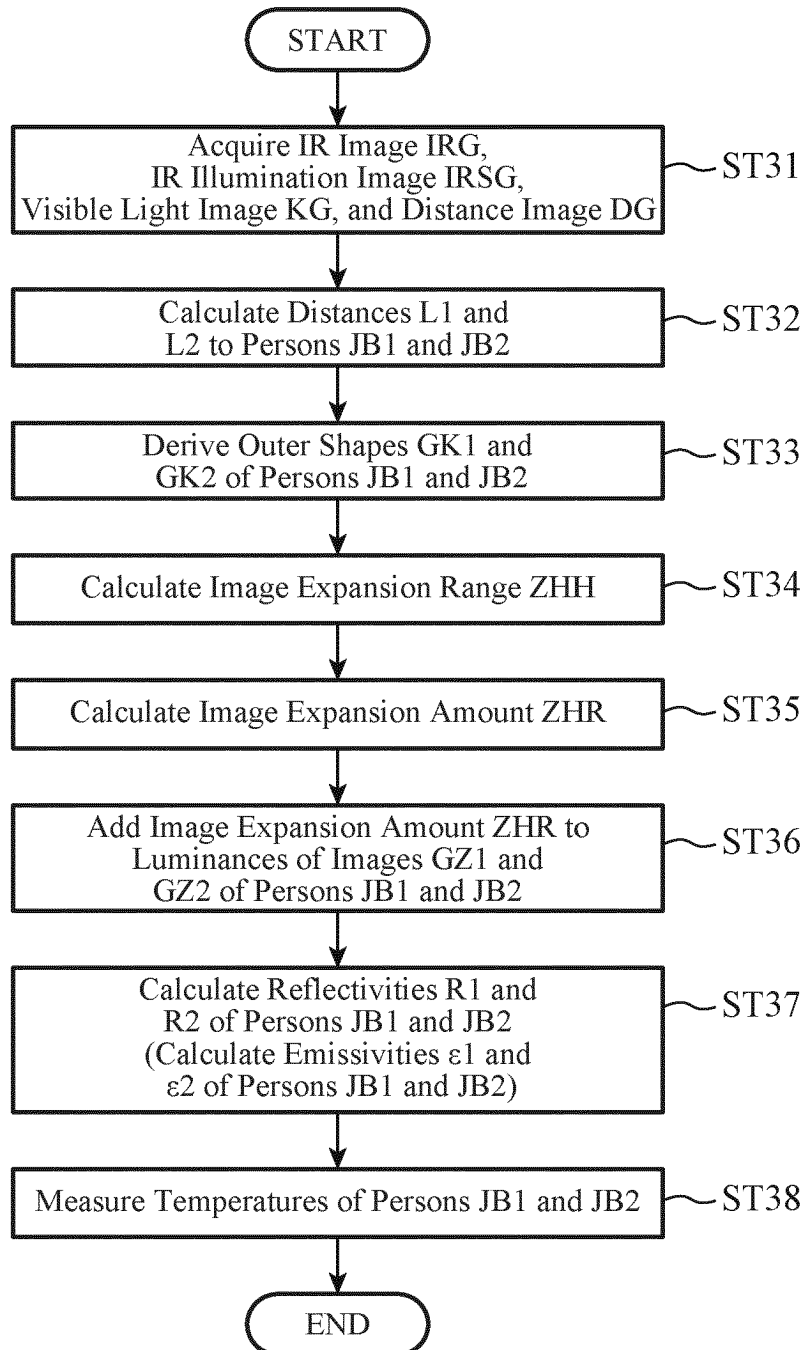 START
Acquire IR Image IRG,
IR Illumination Image IRSG,
Visible Light Image KG, and Distance Image DG
ST31
Calculate Distances L1 and
L2 to Persons JB1 and JB2
ST32
Derive Outer Shapes GK1 and
GK2 of Persons JB1 and JB2
ST33
Calculate Image Expansion Range ZHH
ST34
Calculate Image Expansion Amount ZHR
ST35
Add Image Expansion Amount ZHR to
Luminances of Images GZ1 and
GZ2 of Persons JB1 and JB2
ST36
Calculate Reflectivities R1 and
R2 of Persons JB1 and JB2
(Calculate Emissivities ε1 and
ε2 of Persons JB1 and JB2)
ST37
Measure Temperatures of Persons JB1 and JB2
ST38
END